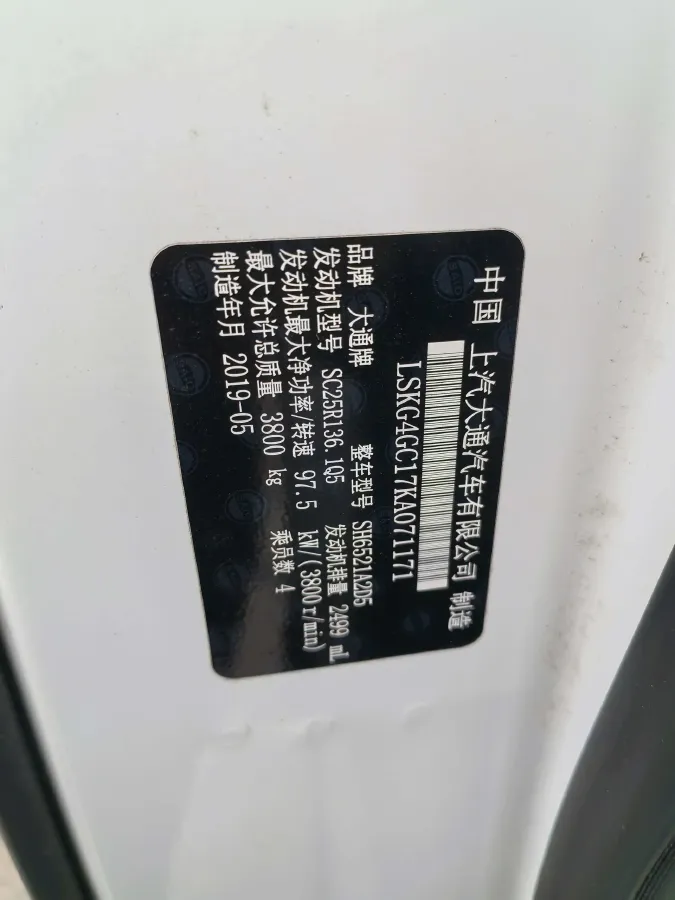 中国 上汽大通汽车有限公司 制造
LSKG4GC17KA071171
品牌 大通牌 整车型号 SH6521A2D5
发动机型号 SC25R136.1Q5 发动机排量 2499 mL
发动机最大净功率/转速 97.5 kW/(3800r/min)
最大允许总质量 3800 kg 乘员数 4
制造年月 2019-05